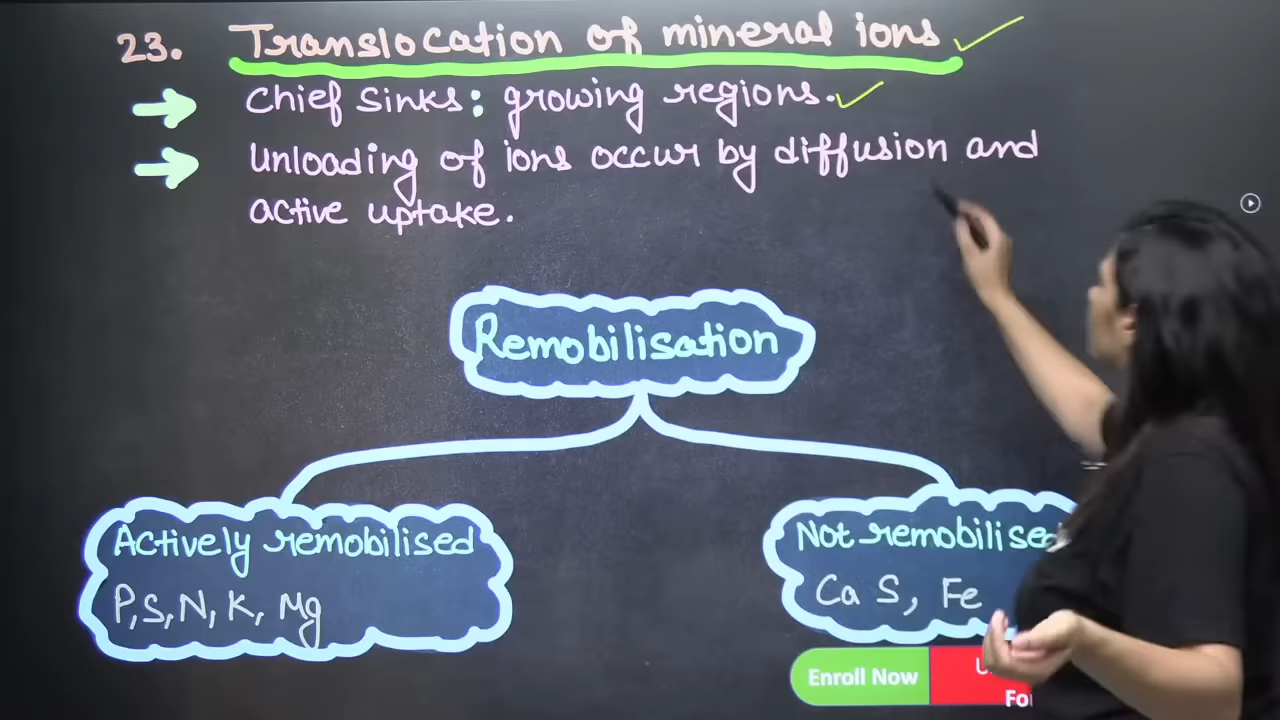 23. Translocation of mineral ions
Chief Sinks: growing regions.
Unloading of ions occur by diffusion and
active uptake.
Remobilisation
Actively remobilised
P, S, N, K, Mg
Not remobilised
Ca S, Fe
Enroll Now